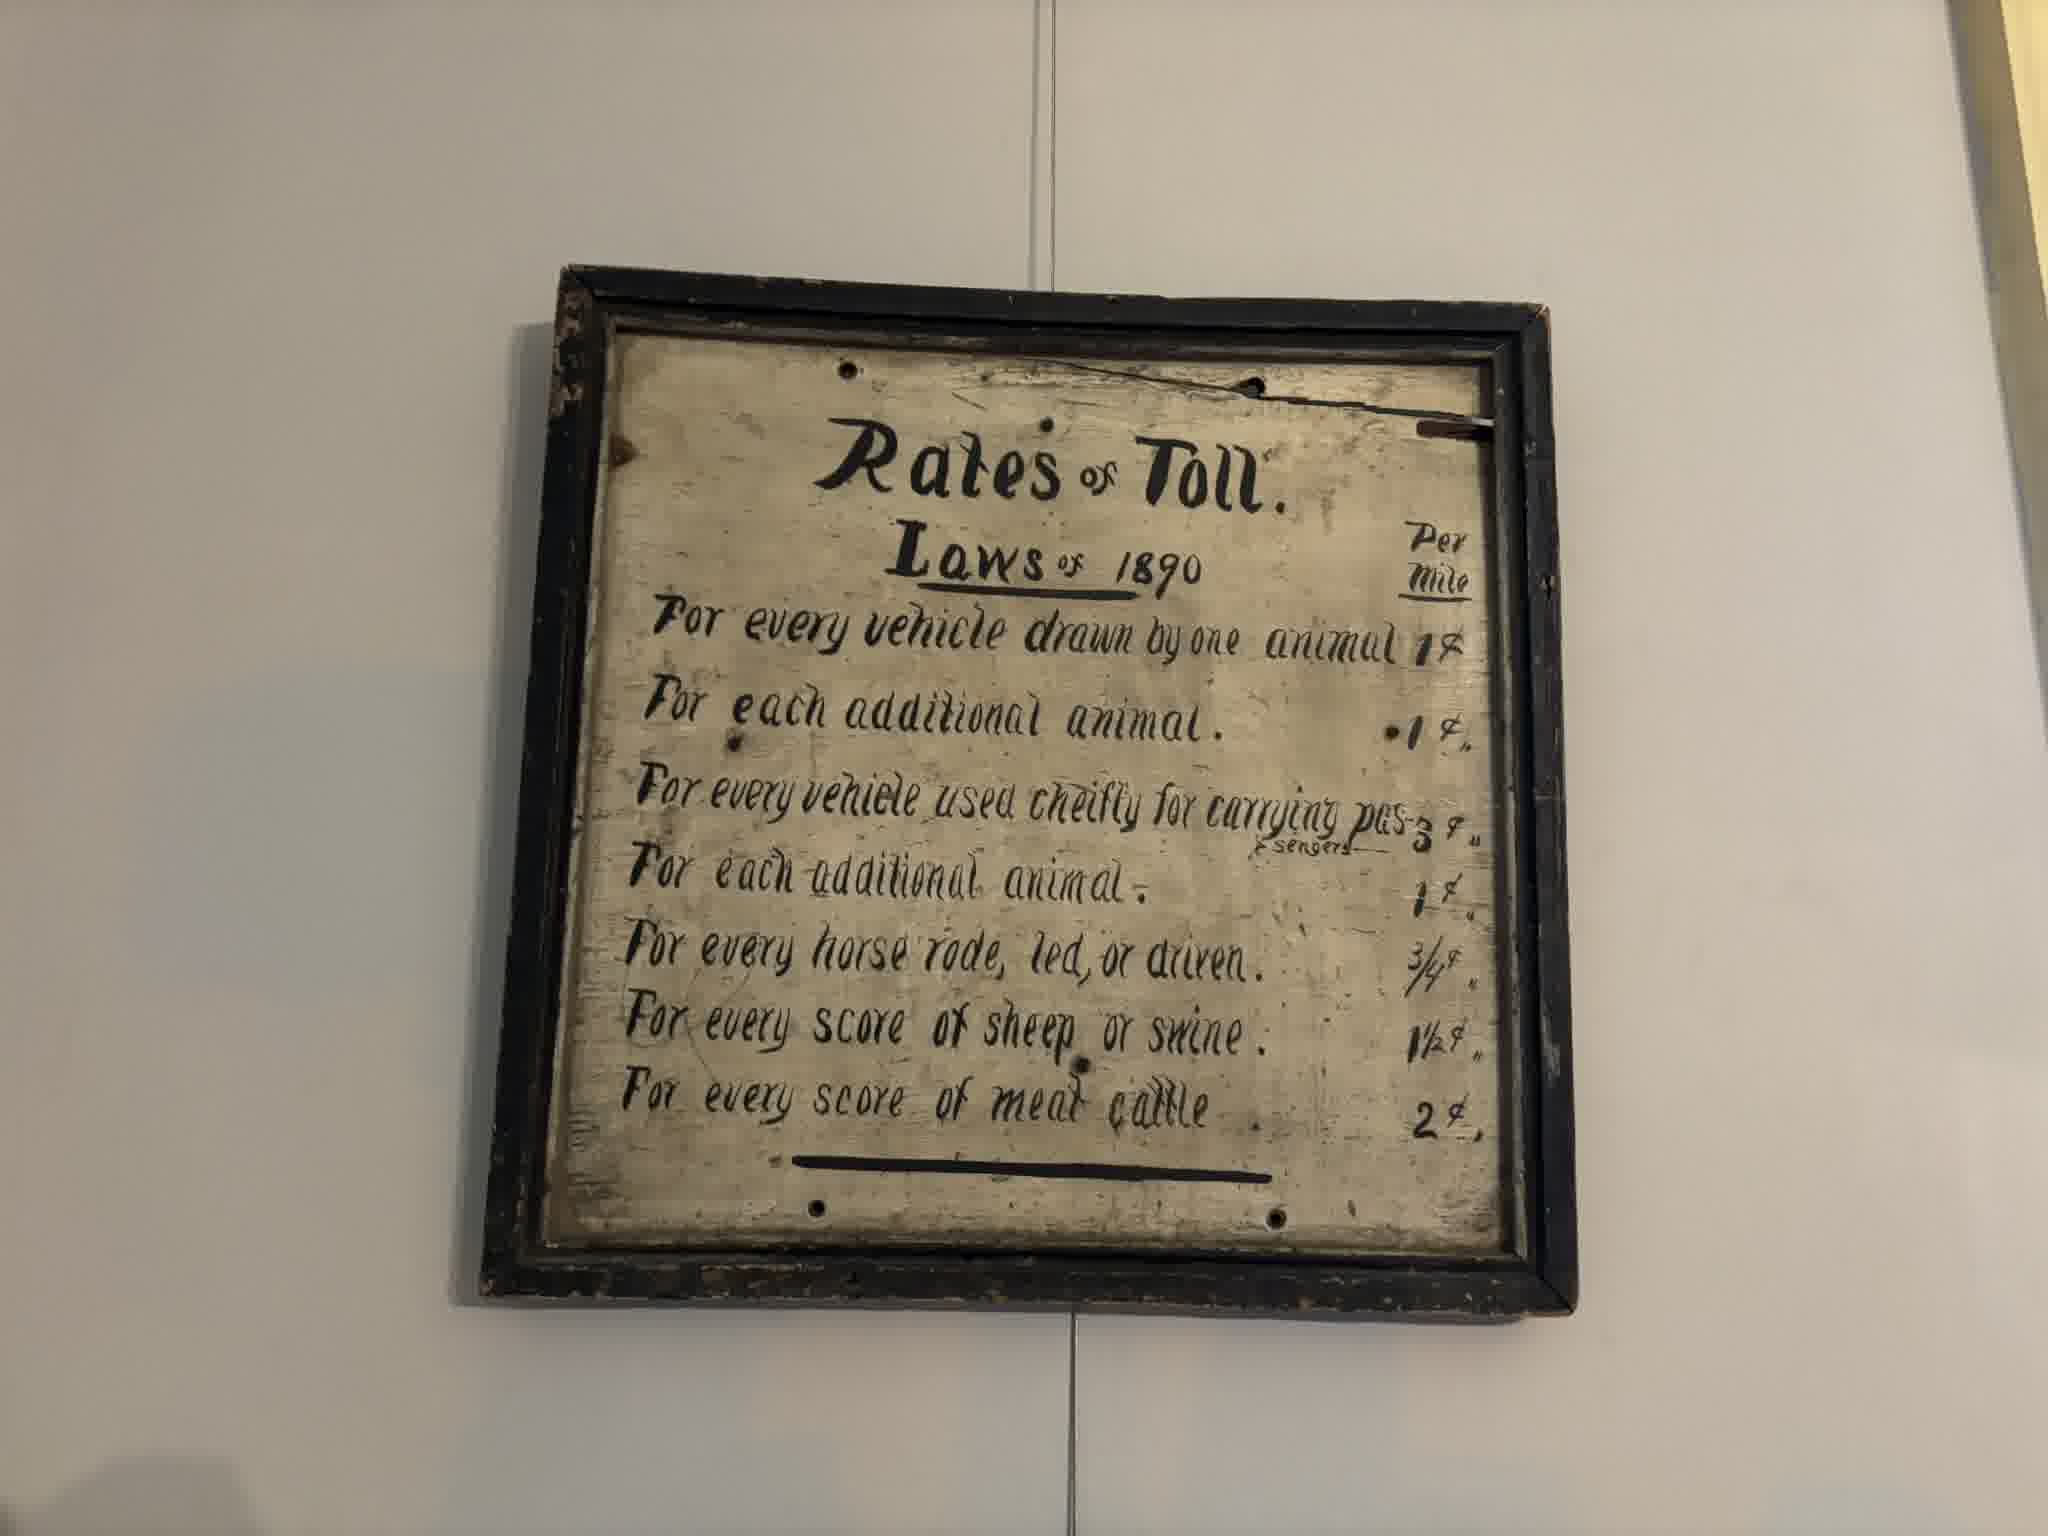 Rates of Toll.
Laws of 1890
Per
Mile
For every vehicle drawn by one animal 1¢
For each additional animal. 1¢ "
For every vehicle used cheifly for carrying pas- 3¢ "
sengers
For each additional animal. 1¢ "
For every horse rode, led, or driven. 3/4¢ "
For every score of sheep or swine. 1 1/2¢ "
For every score of meat cattle. 2¢ "